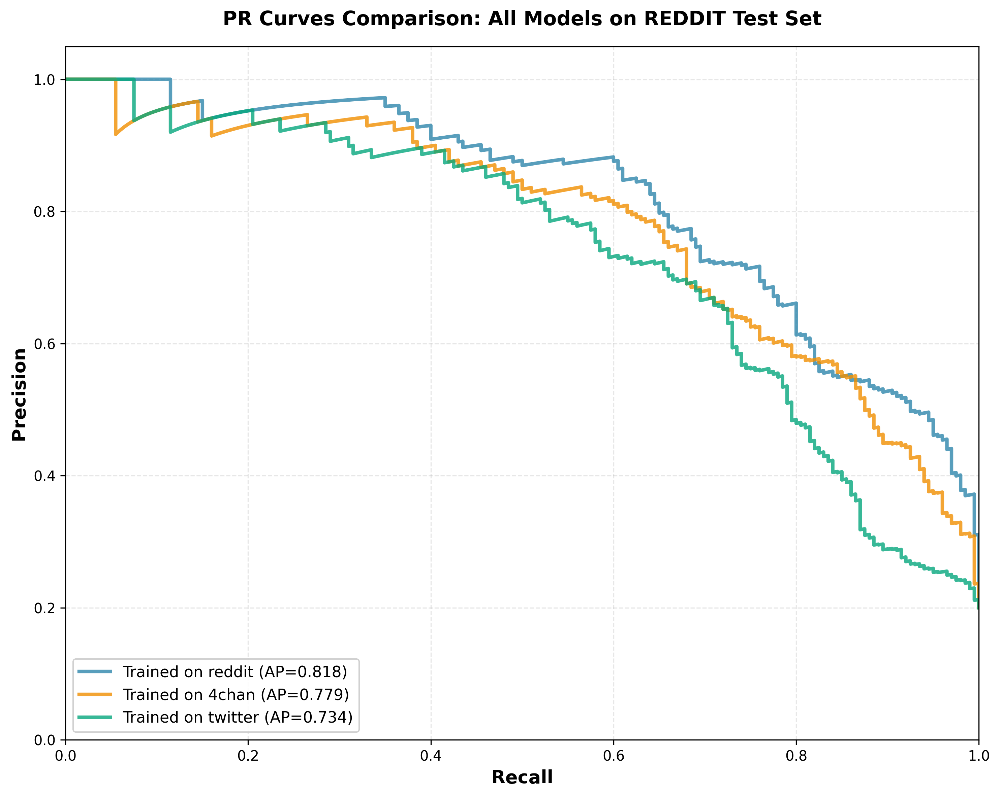 PR Curves Comparison: All Models on REDDIT Test Set
Precision
1.0
0.8
0.6
0.4
0.2
0.0
Trained on reddit (AP=0.818)
Trained on 4chan (AP=0.779)
Trained on twitter (AP=0.734)
0.0 0.2 0.4 0.6 0.8 1.0
Recall